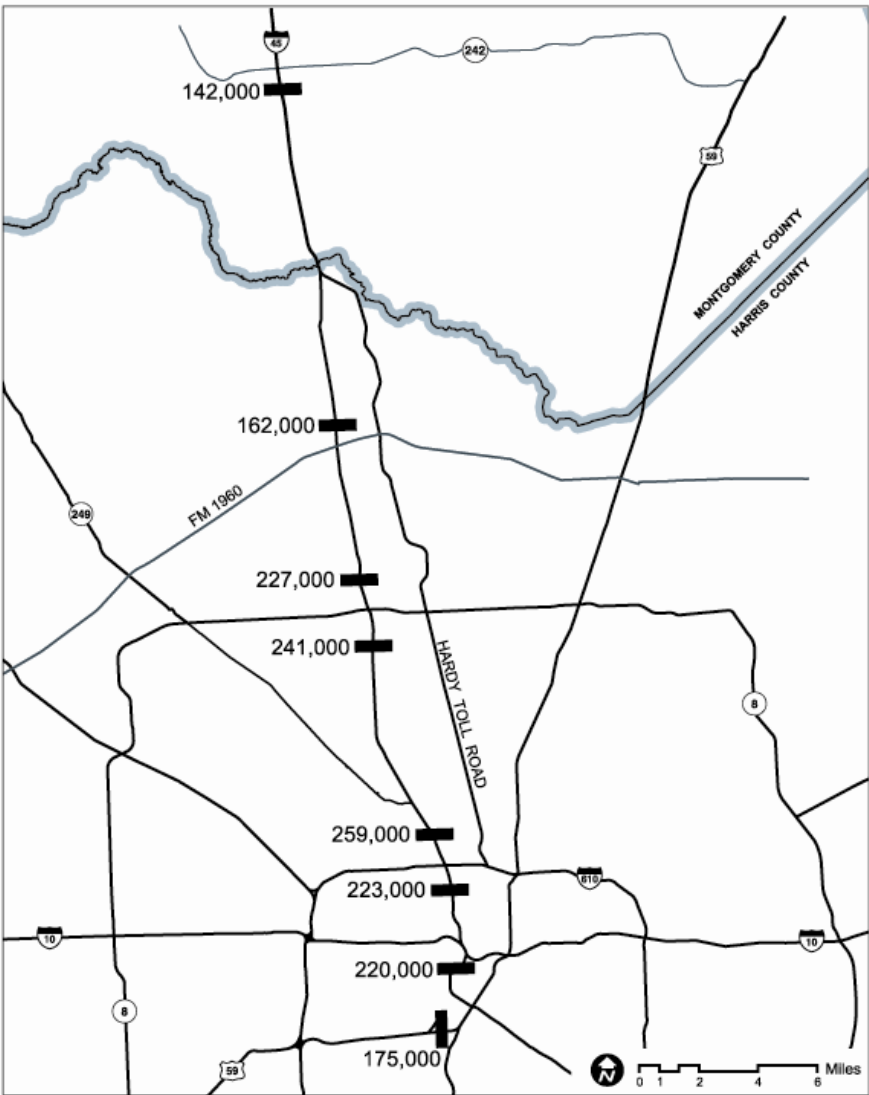 45
242
142,000
59
MONTGOMERY COUNTY
HARRIS COUNTY
162,000
249
FM 1960
227,000
241,000
HARDY TOLL ROAD
8
259,000
223,000
610
10
10
220,000
8
175,000
59
N
Miles
0 1 2 4 6